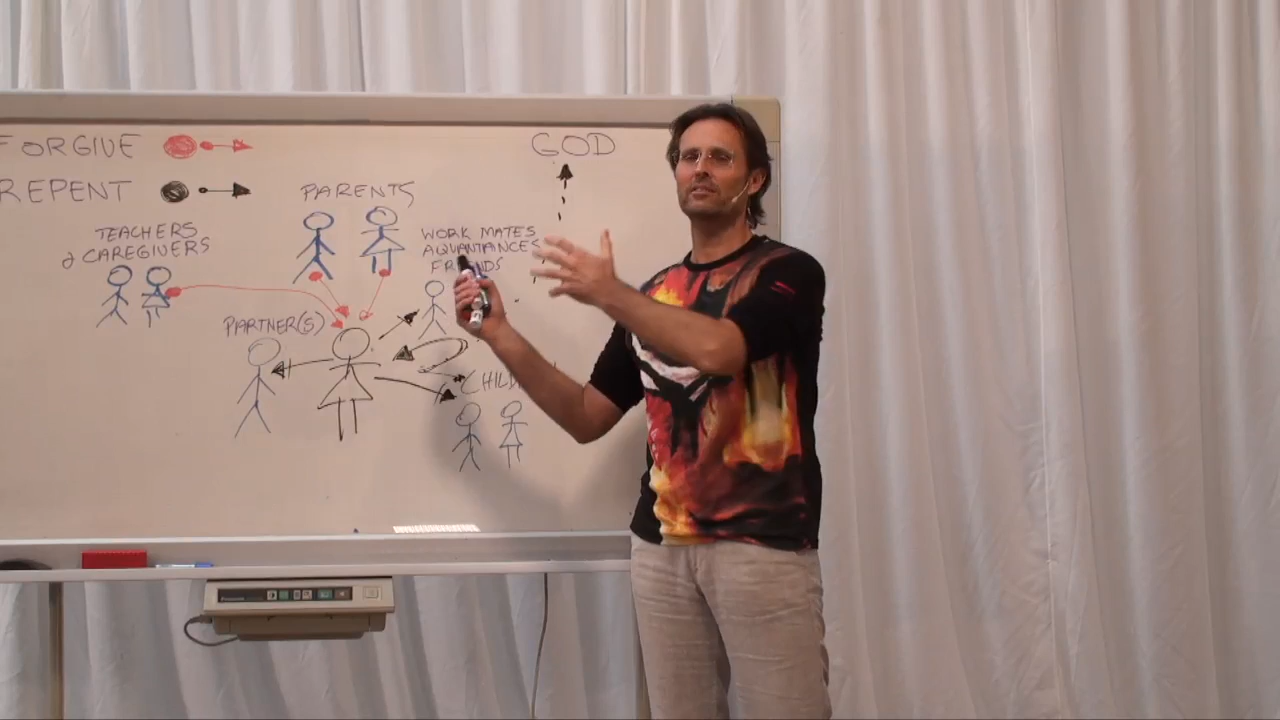 FORGIVE
REPENT
GOD
PARENTS
TEACHERS
& CAREGIVERS
WORK MATES
AQUANTANCES
PARTNER(S)